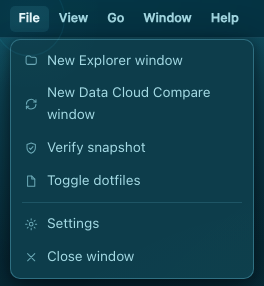 File View Go Window Help
New Explorer window
New Data Cloud Compare
window
Verify snapshot
Toggle dotfiles
Settings
Close window